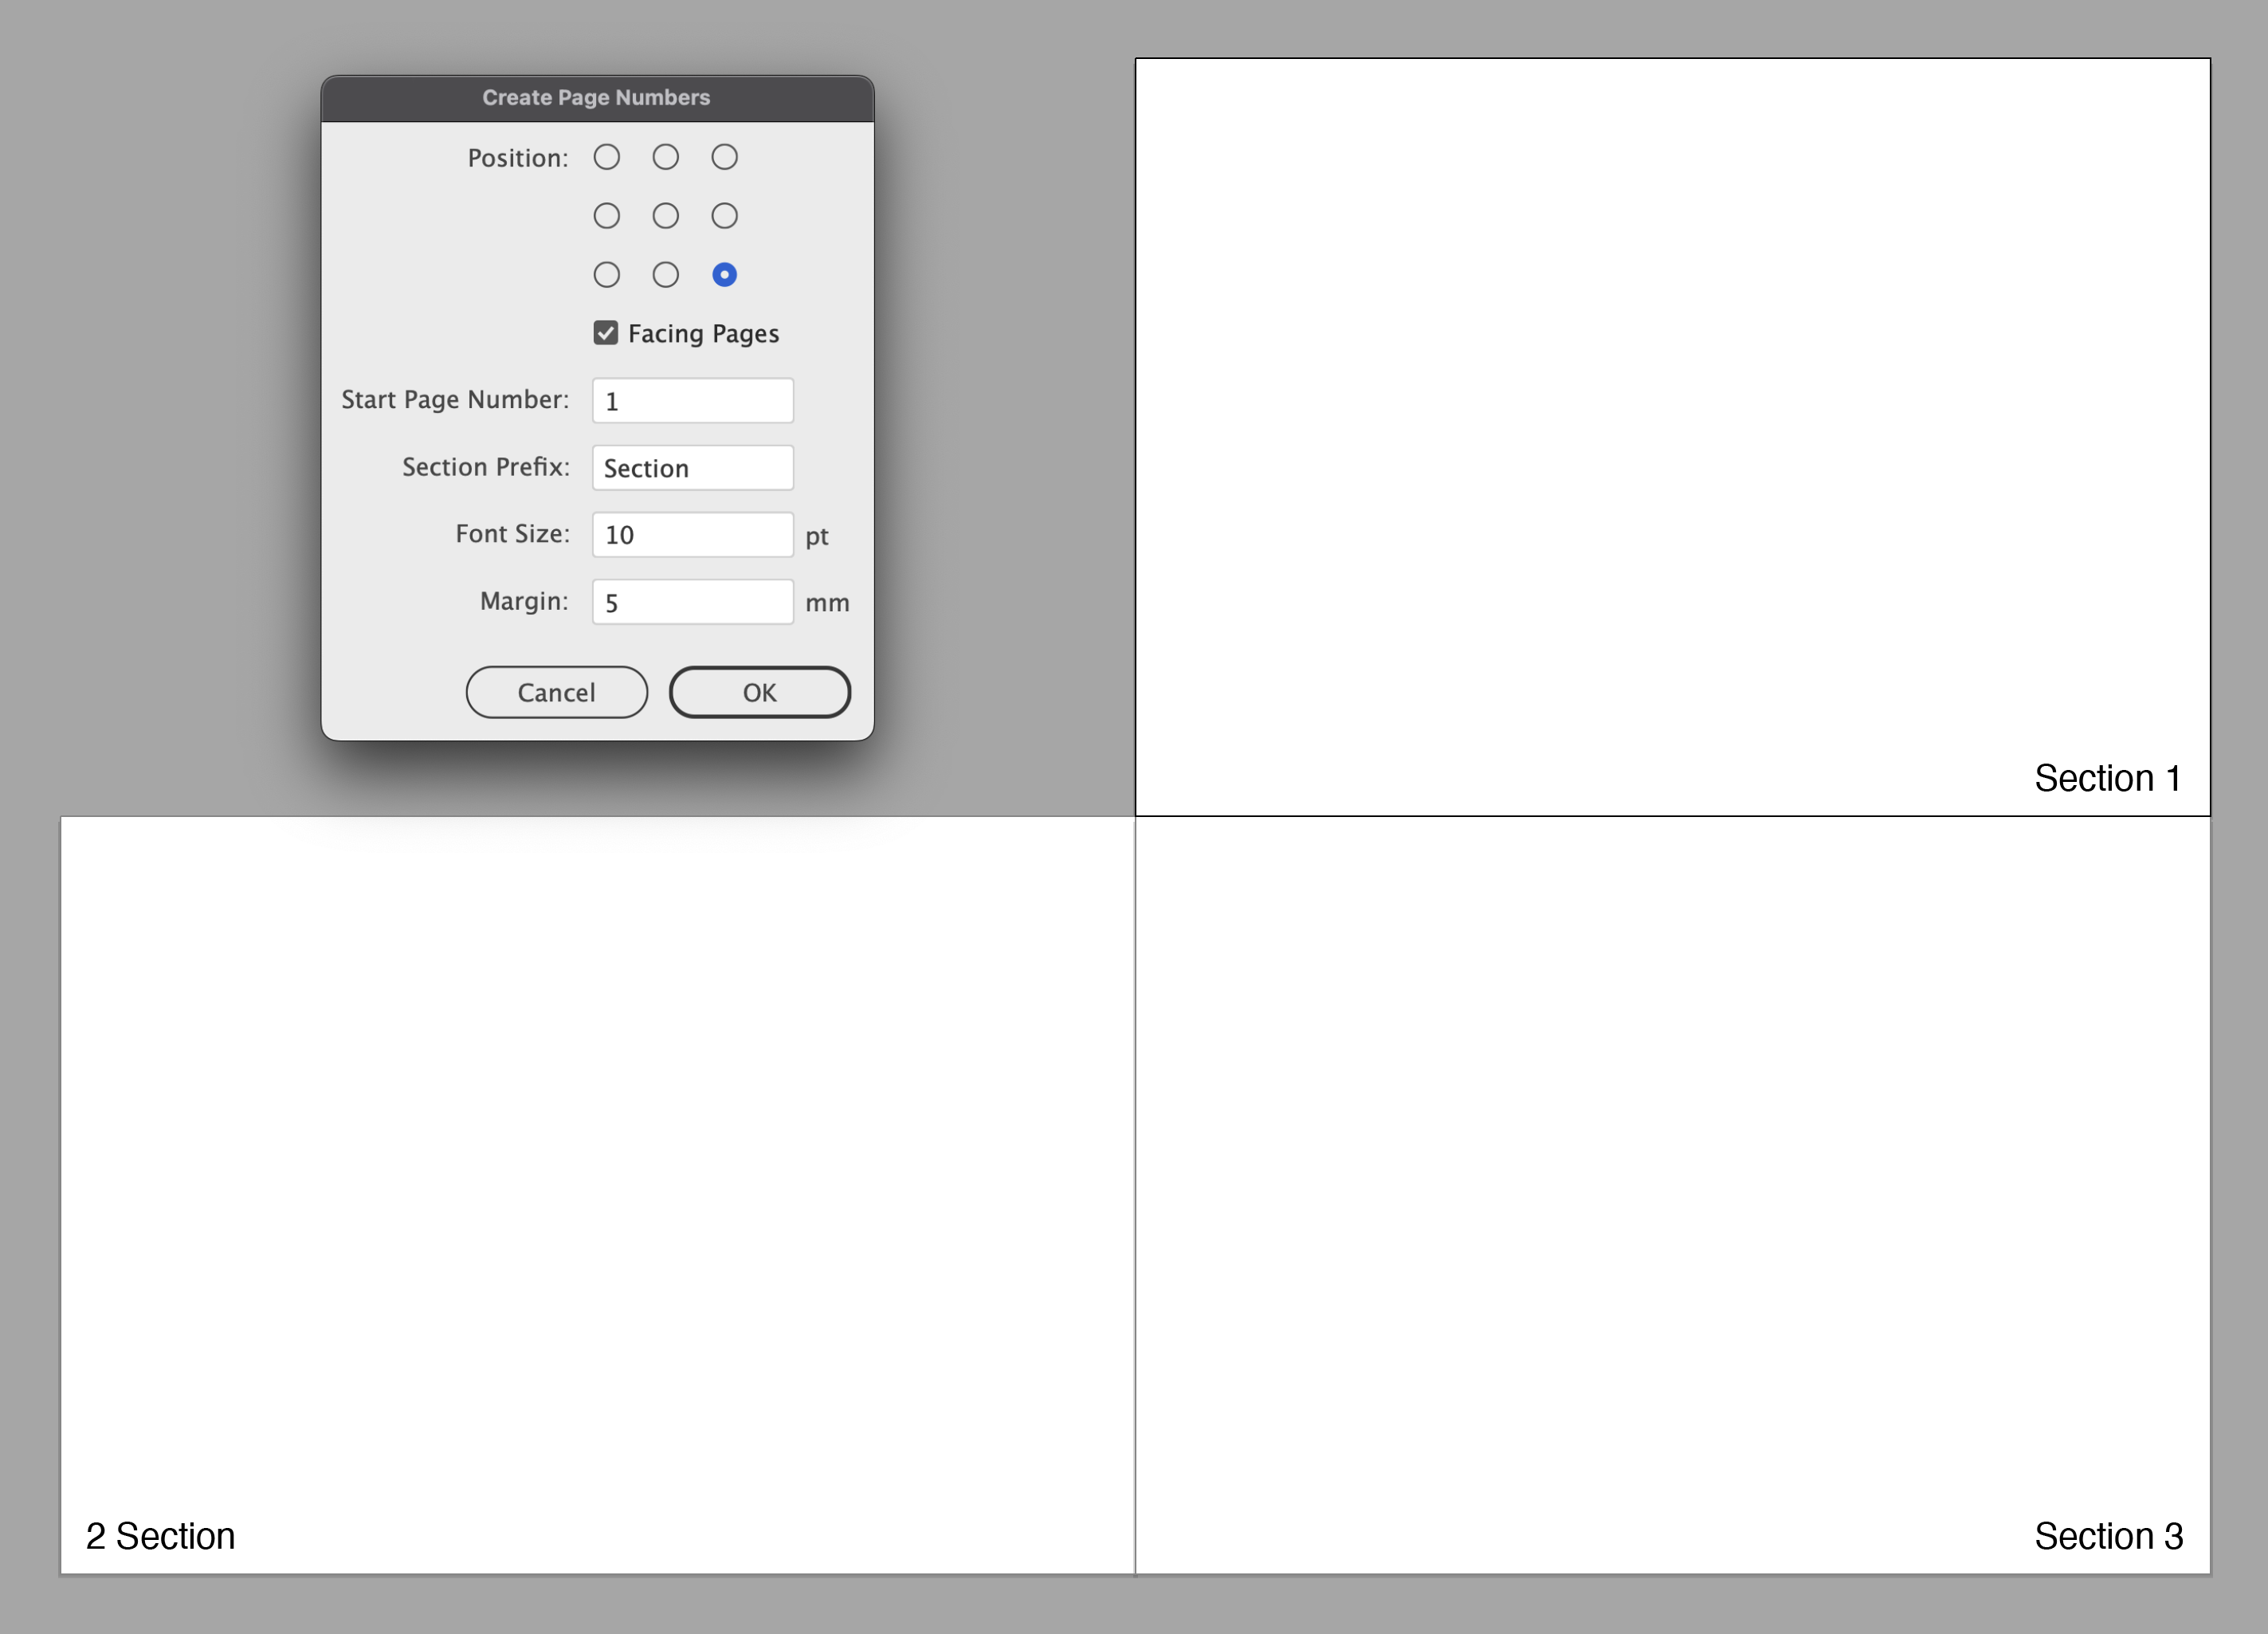 Create Page Numbers
Position:
Facing Pages
Start Page Number: 1
Section Prefix: Section
Font Size: 10 pt
Margin: 5 mm
Cancel OK
Section 1
2 Section
Section 3